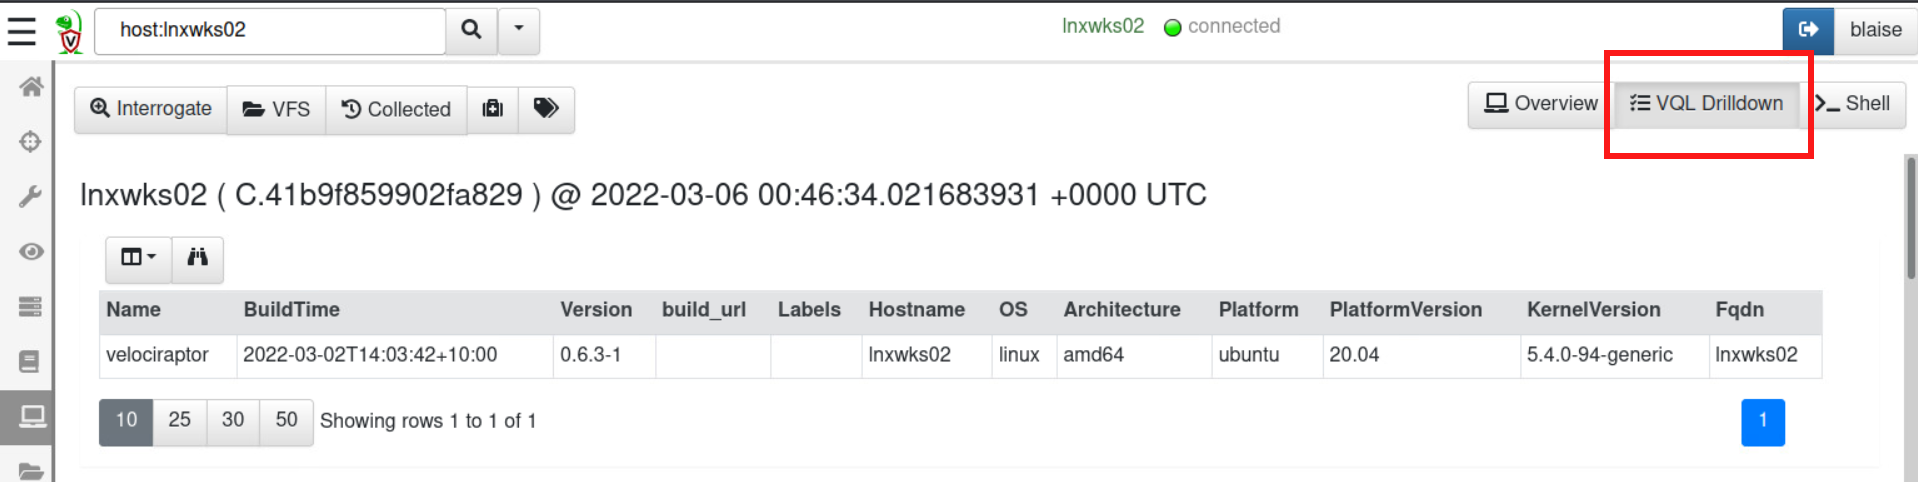 host:lnxwks02
lnxwks02 connected
blaise
Interrogate VFS Collected
Overview VQL Drilldown Shell
lnxwks02 ( C.41b9f859902fa829 ) @ 2022-03-06 00:46:34.021683931 +0000 UTC
Name BuildTime Version build_url Labels Hostname OS Architecture Platform PlatformVersion KernelVersion Fqdn
velociraptor 2022-03-02T14:03:42+10:00 0.6.3-1 lnxwks02 linux amd64 ubuntu 20.04 5.4.0-94-generic lnxwks02
10 25 30 50 Showing rows 1 to 1 of 1 1